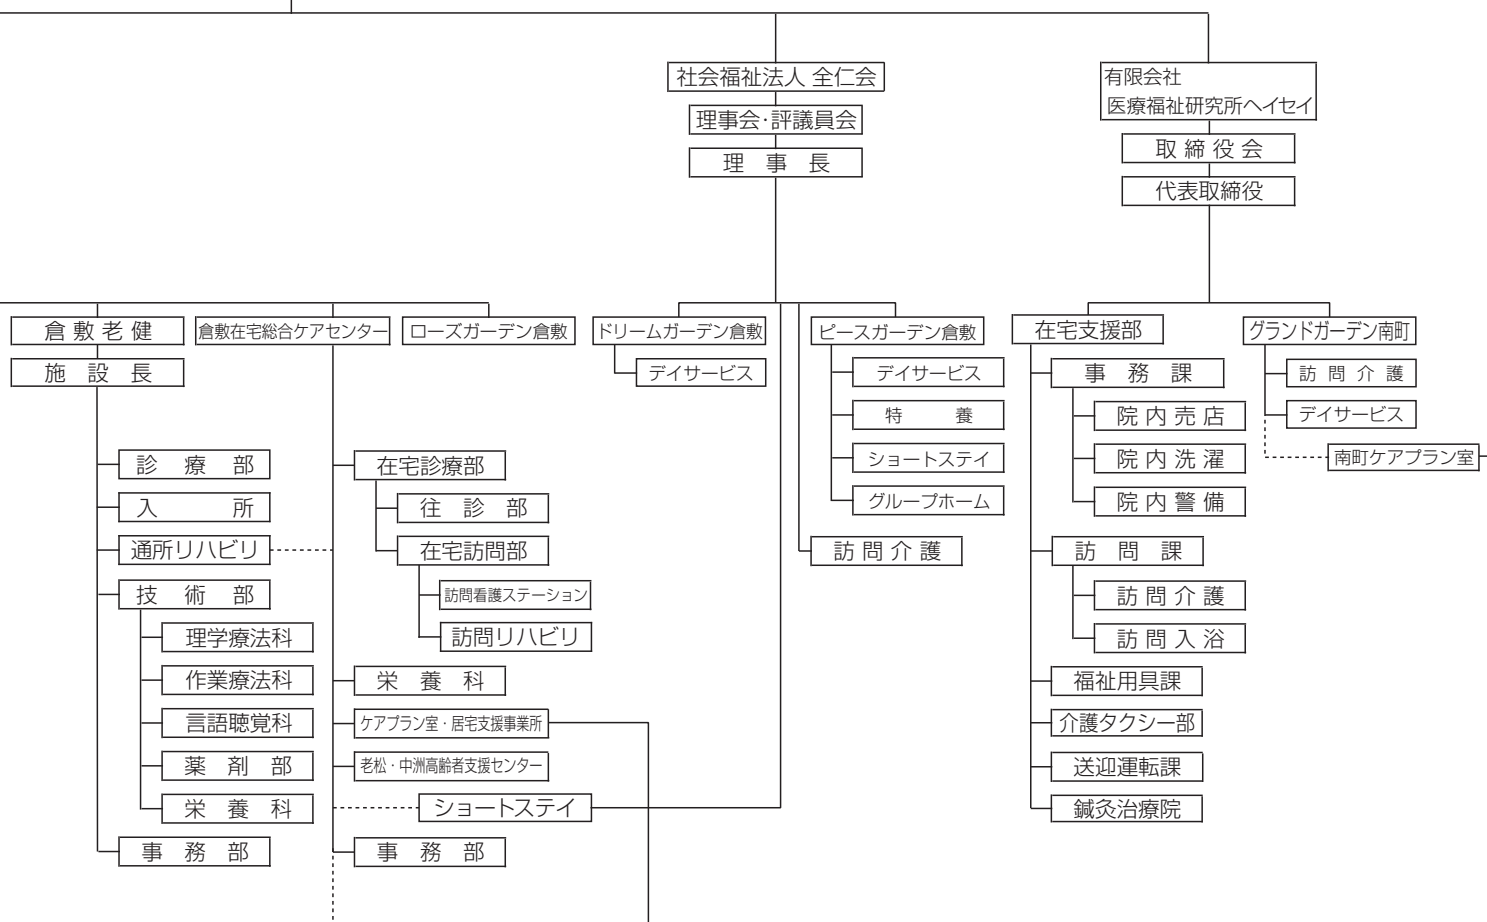 社会福祉法人 全仁会
理事会・評議員会
理事長
有限会社
医療福祉研究所ヘイセイ
取締役会
代表取締役
倉敷老健
施設長
診療部
入所
通所リハビリ
技術部
理学療法科
作業療法科
言語聴覚科
薬剤部
栄養科
事務部
倉敷在宅総合ケアセンター
在宅診療部
往診部
在宅訪問部
訪問看護ステーション
訪問リハビリ
栄養科
ケアプラン室・居宅支援事業所
老松・中洲高齢者支援センター
ショートステイ
事務部
ローズガーデン倉敷
ドリームガーデン倉敷
デイサービス
ピースガーデン倉敷
デイサービス
特養
ショートステイ
グループホーム
訪問介護
在宅支援部
事務課
院内売店
院内洗濯
院内警備
訪問課
訪問介護
訪問入浴
福祉用具課
介護タクシー部
送迎運転課
鍼灸治療院
グランドガーデン南町
訪問介護
デイサービス
南町ケアプラン室